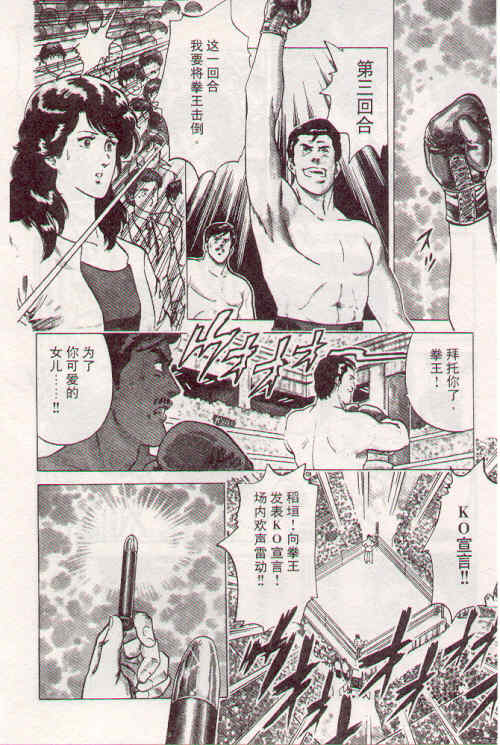 第三回合
这一回合
我要将拳王击倒．
拜托你了．
拳王！
为了
你可爱的
女儿……!!
KO宣言!!
稻垣！向拳王
发表KO宣言！
场内欢声雷动!!